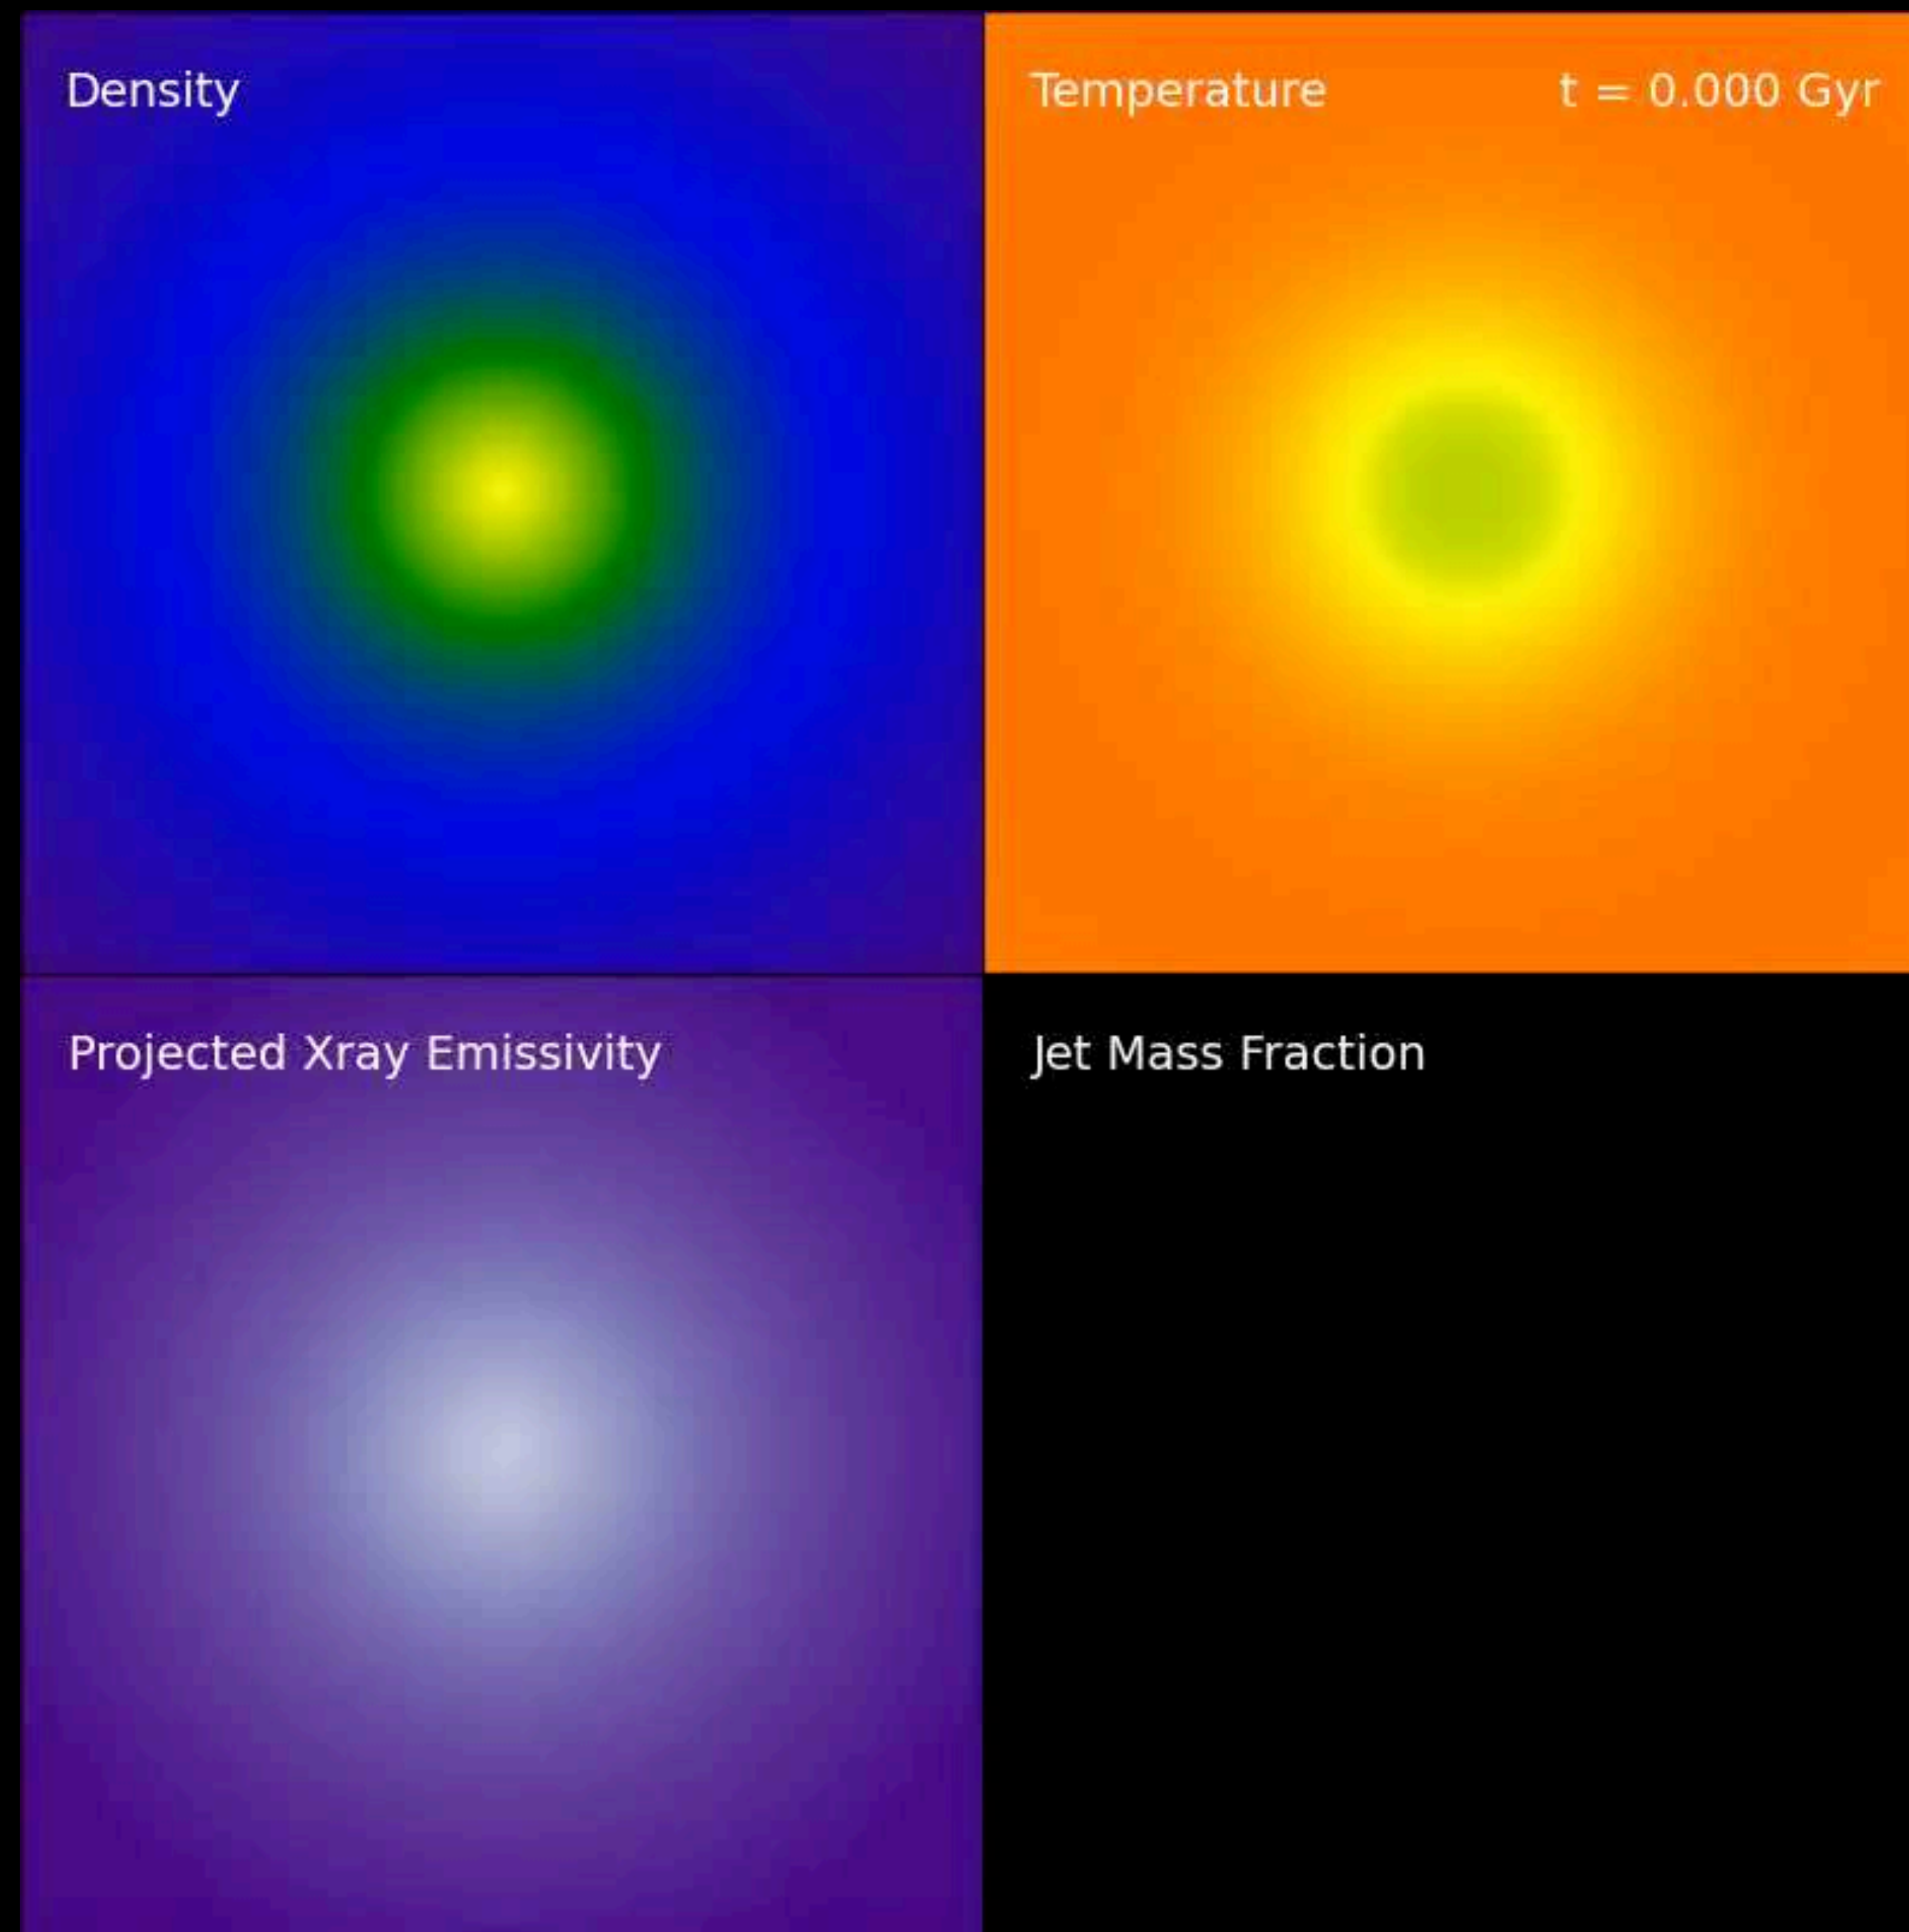 Density
Temperature
t = 0.000 Gyr
Projected Xray Emissivity
Jet Mass Fraction